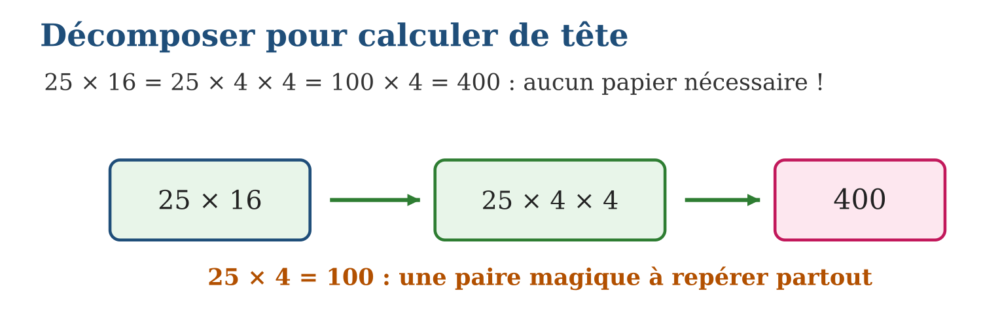 Décomposer pour calculer de tête
25 × 16 = 25 × 4 × 4 = 100 × 4 = 400 : aucun papier nécessaire !
25 × 16
25 × 4 × 4
400
25 × 4 = 100 : une paire magique à repérer partout